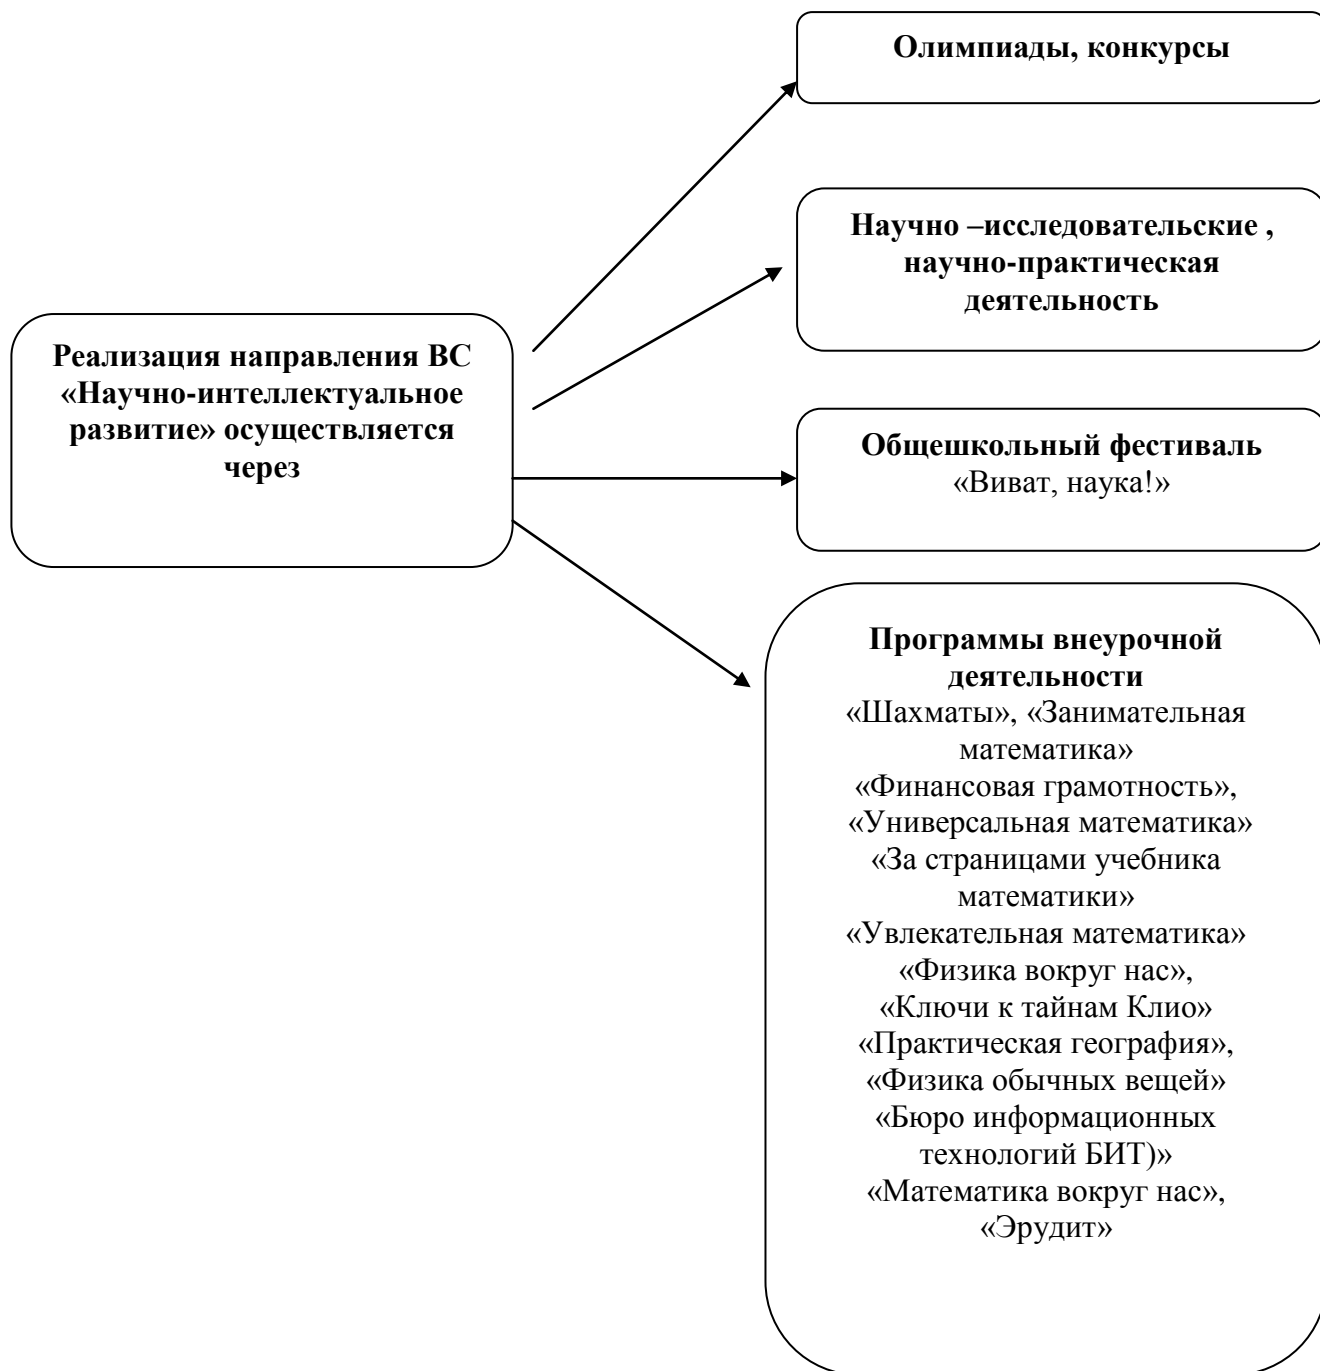 Олимпиады, конкурсы
Научно –исследовательские ,
научно-практическая
деятельность
Реализация направления ВС
«Научно-интеллектуальное
развитие» осуществляется
через
Общешкольный фестиваль
«Виват, наука!»
Программы внеурочной
деятельности
«Шахматы», «Занимательная
математика»
«Финансовая грамотность»,
«Универсальная математика»
«За страницами учебника
математики»
«Увлекательная математика»
«Физика вокруг нас»,
«Ключи к тайнам Клио»
«Практическая география»,
«Физика обычных вещей»
«Бюро информационных
технологий БИТ)»
«Математика вокруг нас»,
«Эрудит»